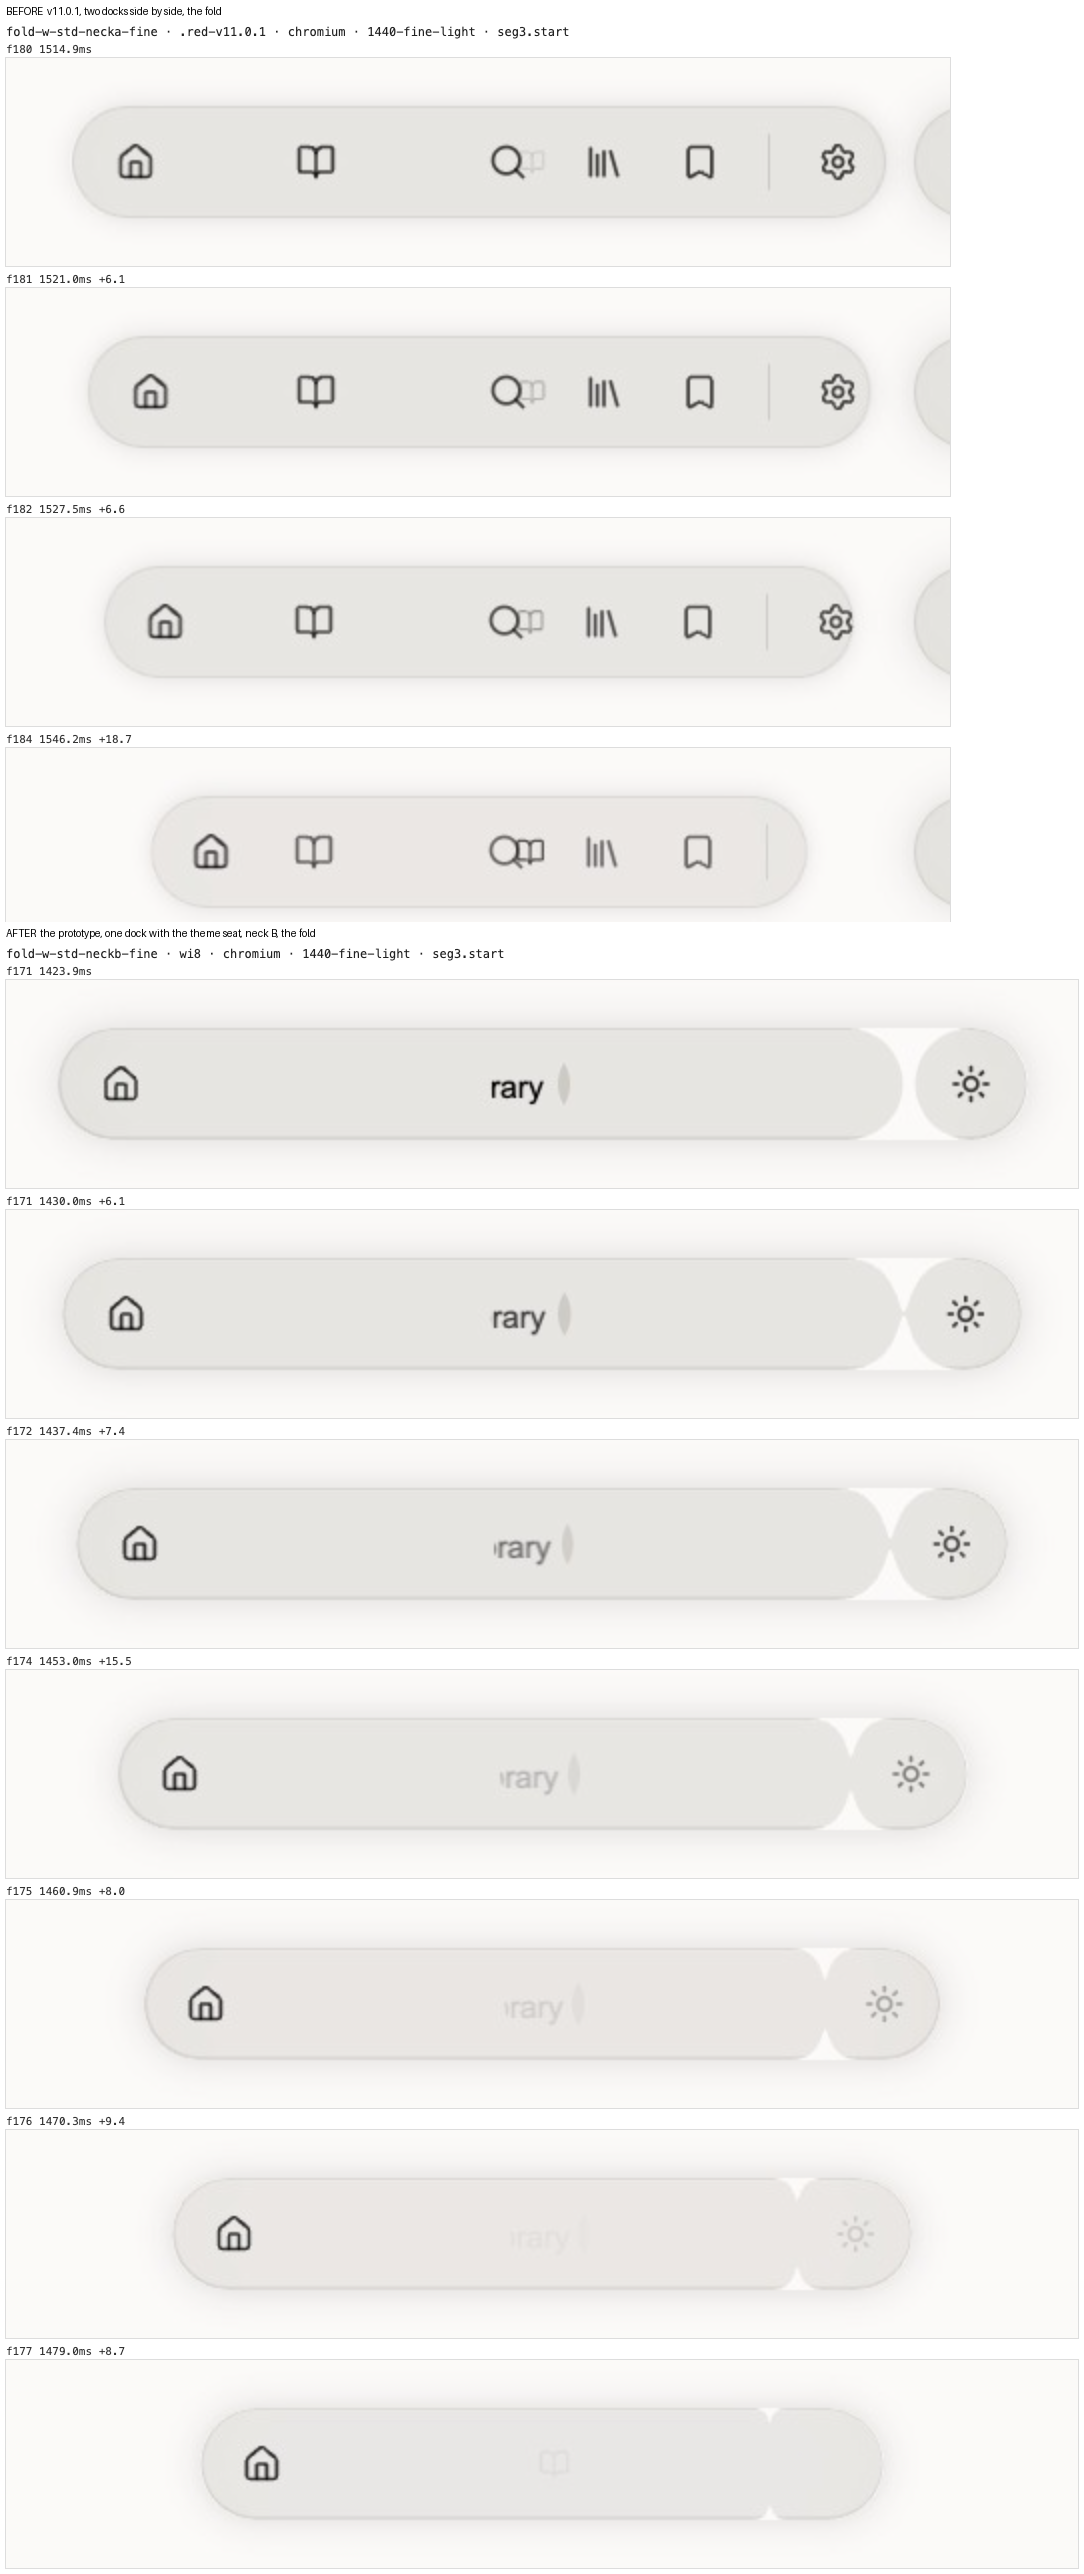 BEFORE v11.0.1, two docks side by side, the fold
fold-w-std-necka-fine · .red-v11.0.1 · chromium · 1440-fine-light · seg3.start
f180 1514.9ms
f181 1521.0ms +6.1
f182 1527.5ms +6.6
f184 1546.2ms +18.7
AFTER the prototype, one dock with the theme seat, neck B, the fold
fold-w-std-neckb-fine · wi8 · chromium · 1440-fine-light · seg3.start
f171 1423.9ms
rary
f171 1430.0ms +6.1
rary
f172 1437.4ms +7.4
rary
f174 1453.0ms +15.5
rary
f175 1460.9ms +8.0
rary
f176 1470.3ms +9.4
rary
f177 1479.0ms +8.7